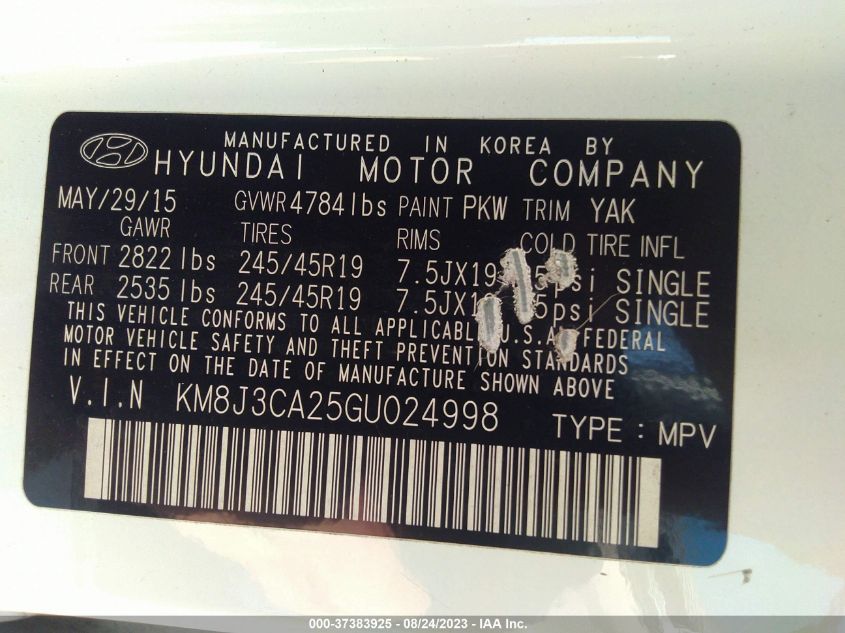 MANUFACTURED IN KOREA BY
HYUNDAI MOTOR COMPANY
MAY/29/15 GVWR 4784 lbs PAINT PKW TRIM YAK
GAWR TIRES RIMS COLD TIRE INFL
FRONT 2822 lbs 245/45R19 7.5JX19 psi SINGLE
REAR 2535 lbs 245/45R19 psi SINGLE
THIS VEHICLE CONFORMS TO ALL APPLICABLE U.S.A. FEDERAL
MOTOR VEHICLE SAFETY AND THEFT PREVENTION STANDARDS
IN EFFECT ON THE DATE OF MANUFACTURE SHOWN ABOVE
V.I.N KM8J3CA25GU024998 TYPE : MPV
000-37383925 - 08/24/2023 - IAA Inc.